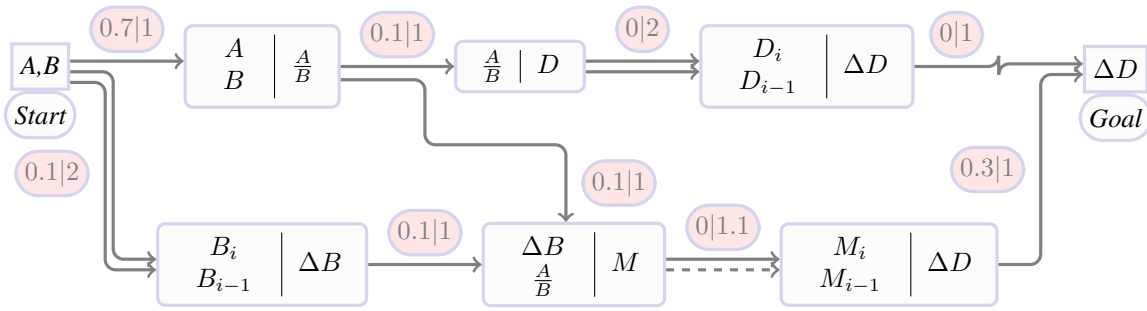 0.7|1
0.1|1
0|2
0|1
A,B
A
B
A/B
A/B | D
D_i
D_{i-1}
ΔD
ΔD
Start
Goal
0.1|2
0.3|1
0.1|1
0.1|1
0|1.1
B_i
B_{i-1}
ΔB
ΔB
A/B
M
M_i
M_{i-1}
ΔD